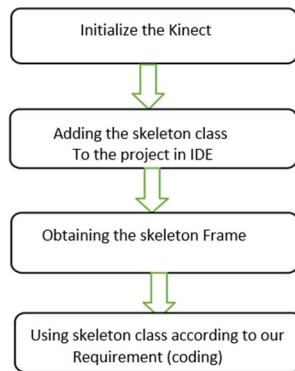 Initialize the Kinect
Adding the skeleton class
To the project in IDE
Obtaining the skeleton Frame
Using skeleton class according to our
Requirement (coding)